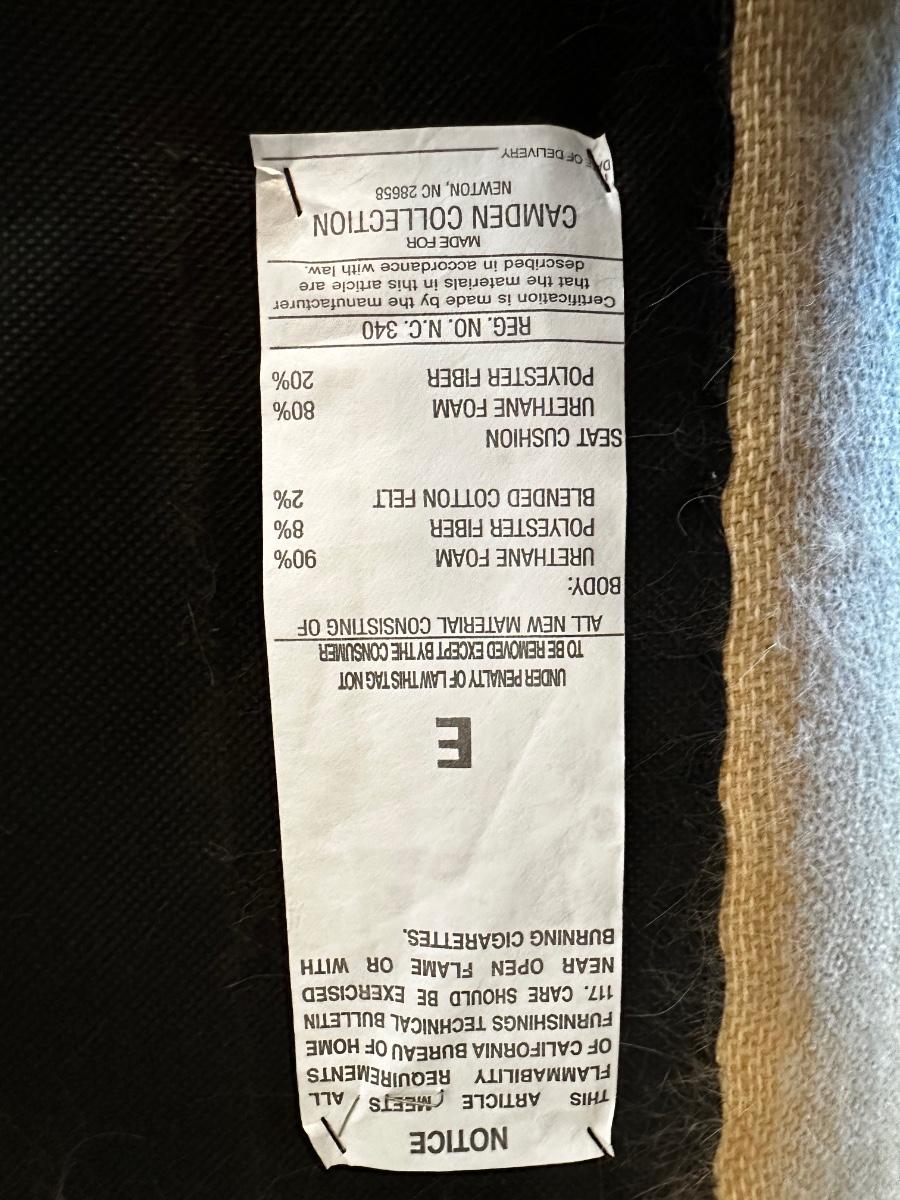 NOTICE
THIS ARTICLE MEETS ALL
FLAMMABILITY REQUIREMENTS
OF CALIFORNIA BUREAU OF HOME
FURNISHINGS TECHNICAL BULLETIN
117. CARE SHOULD BE EXERCISED
NEAR OPEN FLAME OR WITH
BURNING CIGARETTES.
E
UNDER PENALTY OF LAW THIS TAG NOT
TO BE REMOVED EXCEPT BY THE CONSUMER
ALL NEW MATERIAL CONSISTING OF
BODY:
URETHANE FOAM 90%
POLYESTER FIBER 8%
BLENDED COTTON FELT 2%
SEAT CUSHION
URETHANE FOAM 80%
POLYESTER FIBER 20%
REG. NO. N.C. 340
Certification is made by the manufacturer
that the materials in this article are
described in accordance with law.
MADE FOR
CAMDEN COLLECTION
NEWTON, NC 28658
DATE OF DELIVERY